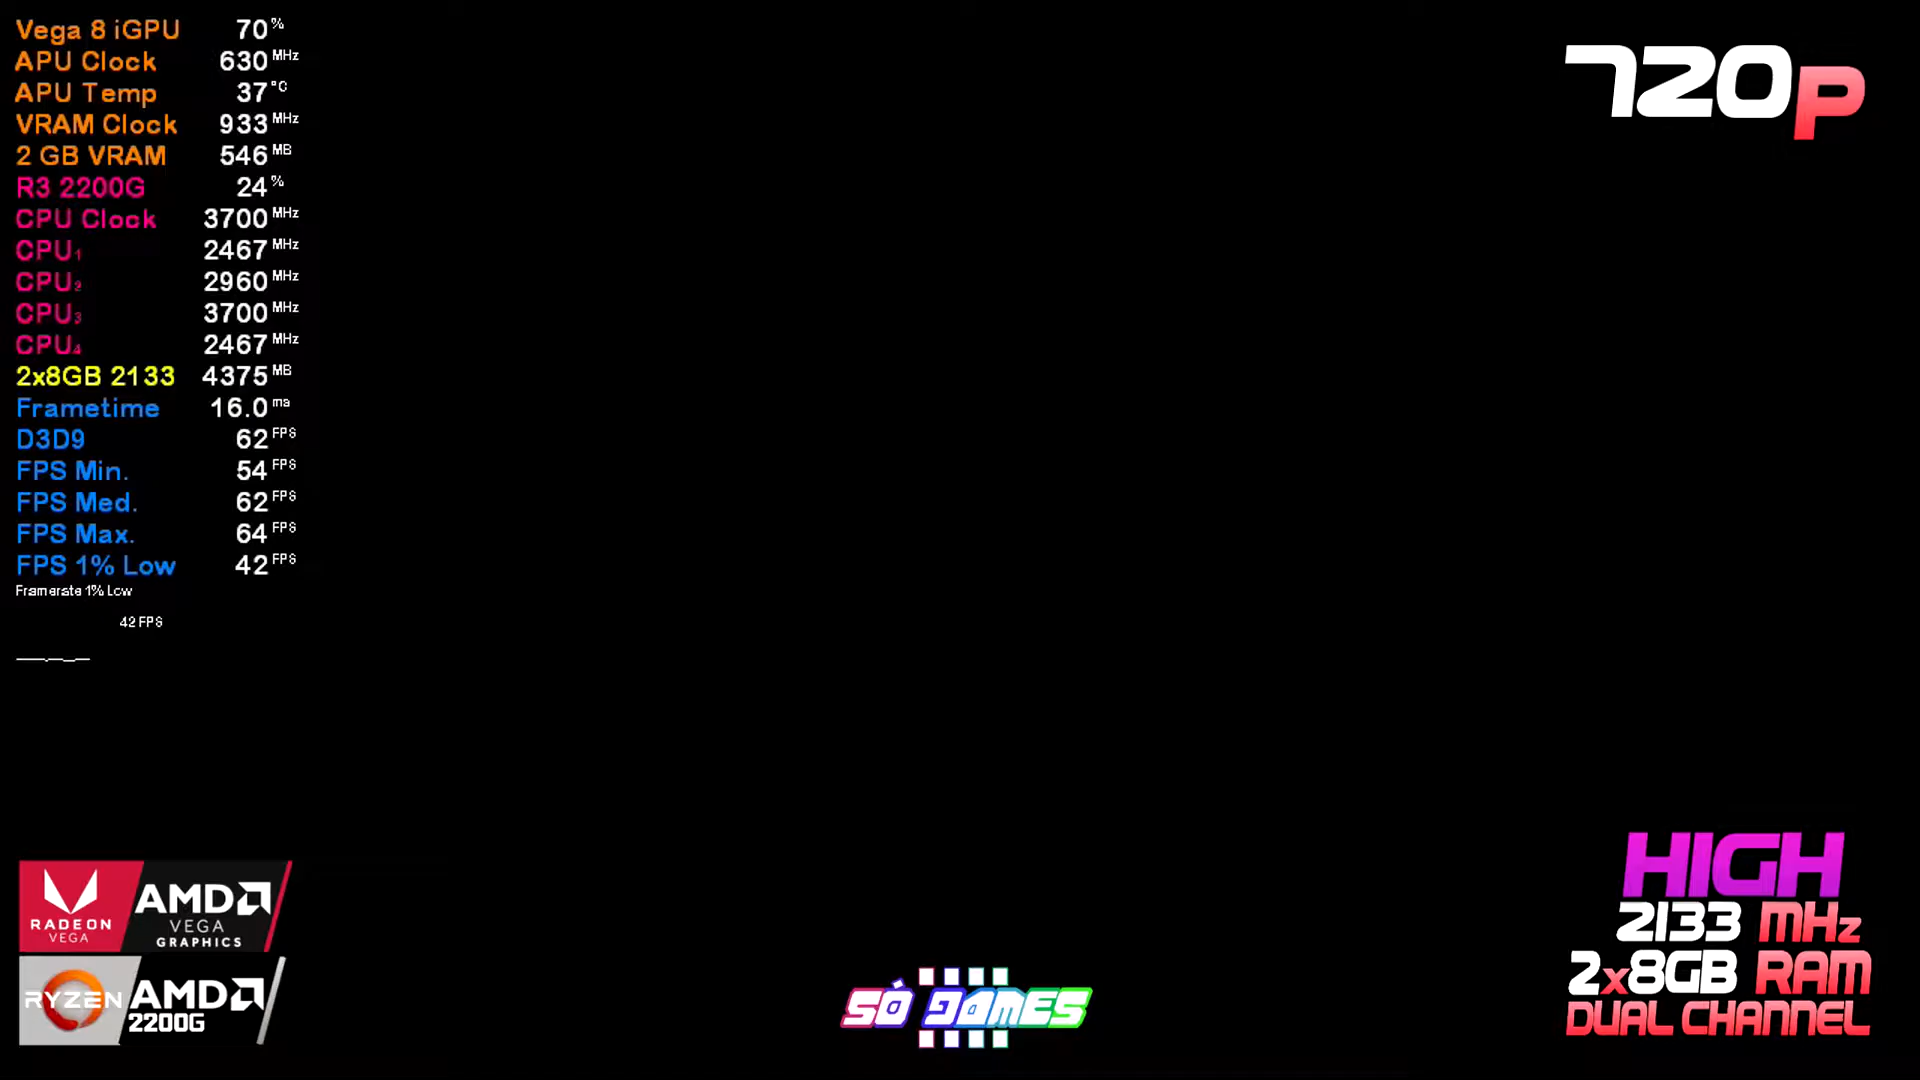 Vega 8 iGPU 70 %
APU Clock 630 MHz
APU Temp 37 °C
VRAM Clock 933 MHz
2 GB VRAM 546 MB
R3 2200G 24 %
CPU Clock 3700 MHz
CPU1 2467 MHz
CPU2 2960 MHz
CPU3 3700 MHz
CPU4 2467 MHz
2x8GB 2133 4375 MB
Frametime 16.0 ms
D3D9 62 FPS
FPS Min. 54 FPS
FPS Med. 62 FPS
FPS Max. 64 FPS
FPS 1% Low 42 FPS
Framerate 1% Low
42 FPS
720p
RADEON
VEGA
AMD
VEGA
GRAPHICS
RYZEN
AMD
2200G
SÓ GAMES
HIGH
2133 MHz
2x8GB RAM
DUAL CHANNEL